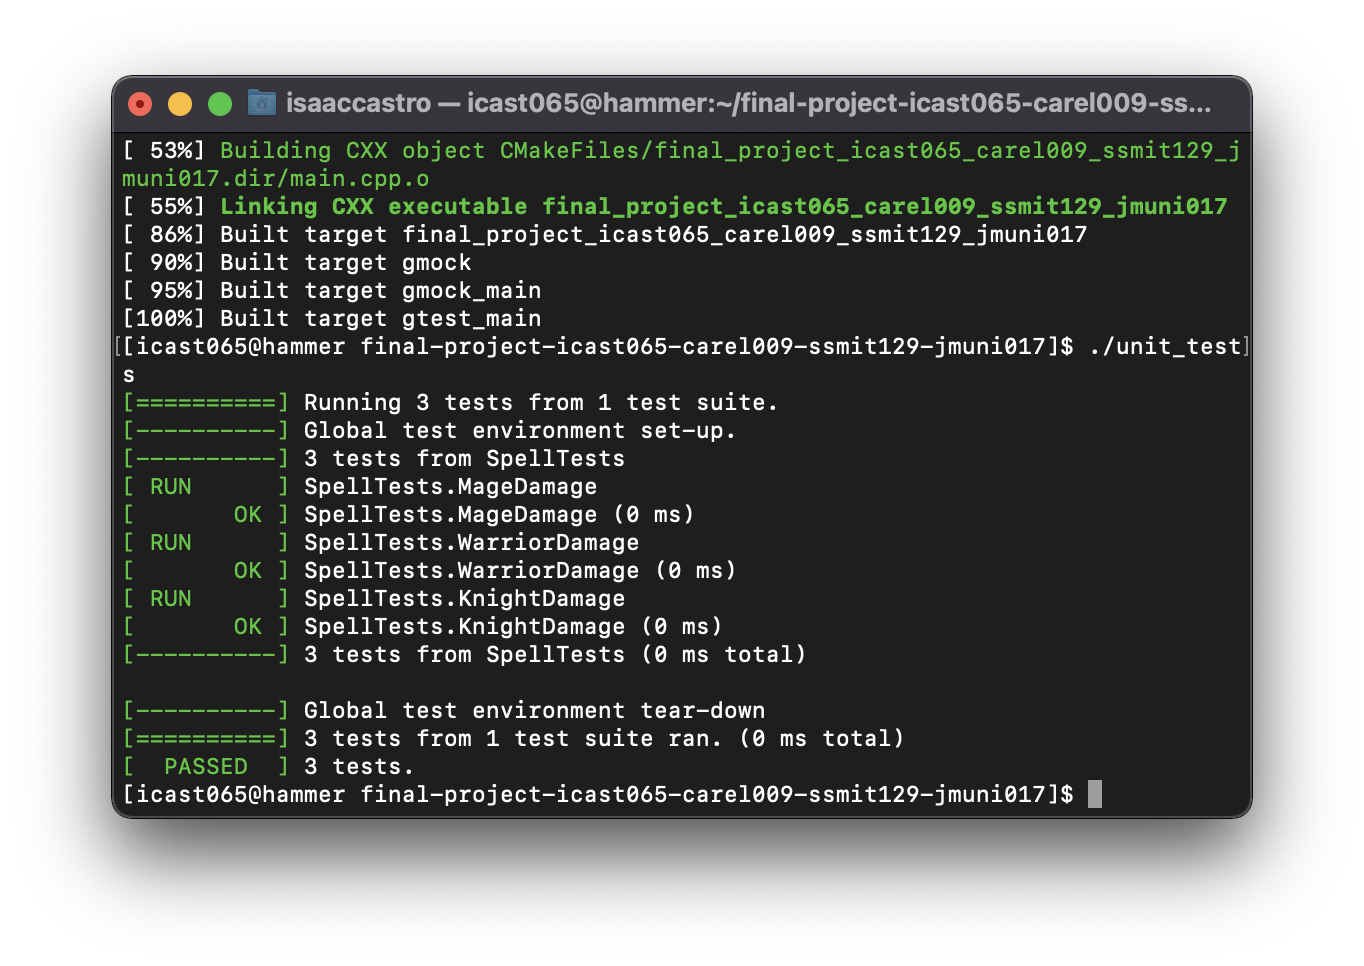 isaaccastro — icast065@hammer:~/final-project-icast065-carel009-ss...
[ 53%] Building CXX object CMakeFiles/final_project_icast065_carel009_ssmit129_j
muni017.dir/main.cpp.o
[ 55%] Linking CXX executable final_project_icast065_carel009_ssmit129_jmuni017
[ 86%] Built target final_project_icast065_carel009_ssmit129_jmuni017
[ 90%] Built target gmock
[ 95%] Built target gmock_main
[100%] Built target gtest_main
[[icast065@hammer final-project-icast065-carel009-ssmit129-jmuni017]$ ./unit_test]
s
[==========] Running 3 tests from 1 test suite.
[----------] Global test environment set-up.
[----------] 3 tests from SpellTests
[ RUN      ] SpellTests.MageDamage
[       OK ] SpellTests.MageDamage (0 ms)
[ RUN      ] SpellTests.WarriorDamage
[       OK ] SpellTests.WarriorDamage (0 ms)
[ RUN      ] SpellTests.KnightDamage
[       OK ] SpellTests.KnightDamage (0 ms)
[----------] 3 tests from SpellTests (0 ms total)

[----------] Global test environment tear-down
[==========] 3 tests from 1 test suite ran. (0 ms total)
[  PASSED  ] 3 tests.
[icast065@hammer final-project-icast065-carel009-ssmit129-jmuni017]$